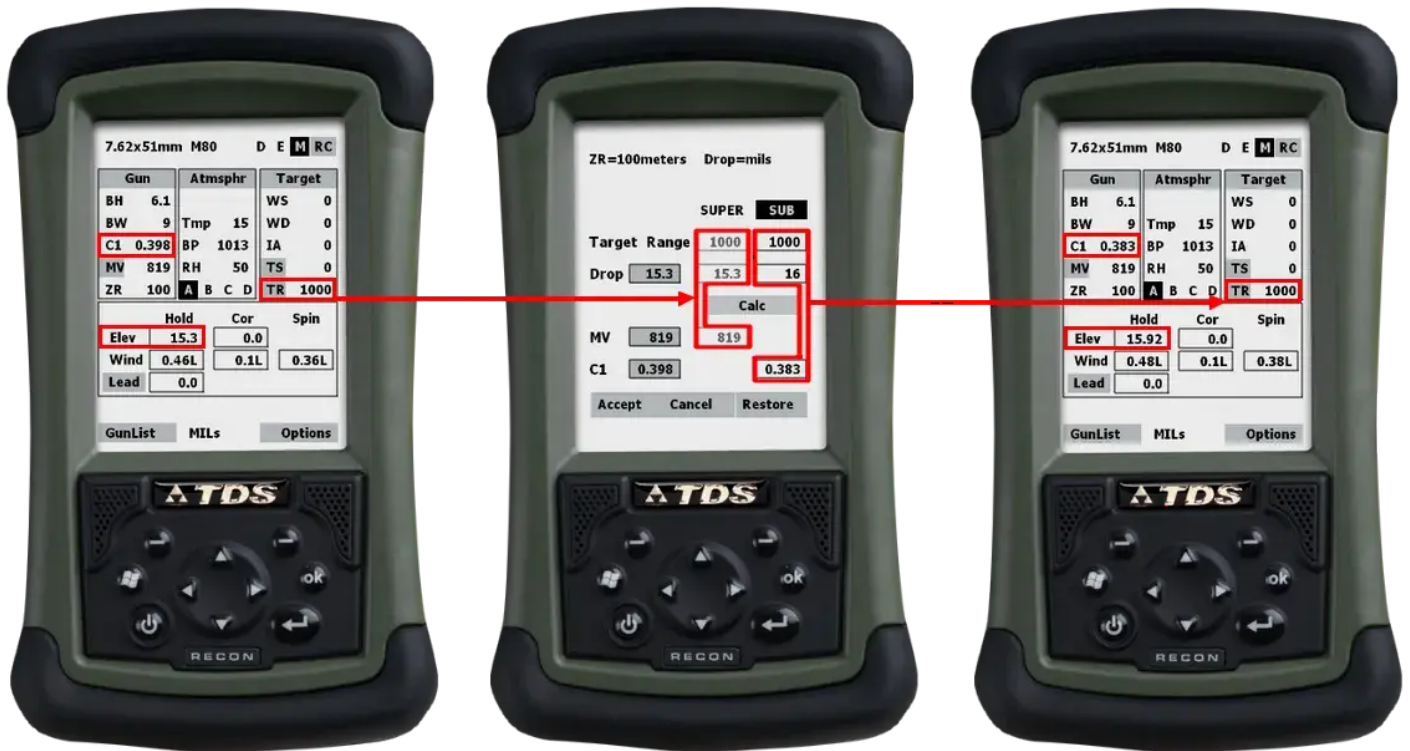 7.62x51mm M80 D E M RC
Gun Atmsphr Target
BH 6.1 WS 0
BW 9 Tmp 15 WD 0
C1 0.398 BP 1013 IA 0
MV 819 RH 50 TS 0
ZR 100 A B C D TR 1000
Hold Cor Spin
Elev 15.3 0.0
Wind 0.46L 0.1L 0.36L
Lead 0.0
GunList MILs Options
TDS
ok
RECON
ZR=100meters Drop=mils
SUPER SUB
Target Range 1000 1000
Drop 15.3 15.3 16
Calc
MV 819 819
C1 0.398 0.383
Accept Cancel Restore
TDS
ok
RECON
7.62x51mm M80 D E M RC
Gun Atmsphr Target
BH 6.1 WS 0
BW 9 Tmp 15 WD 0
C1 0.383 BP 1013 IA 0
MV 819 RH 50 TS 0
ZR 100 A B C D TR 1000
Hold Cor Spin
Elev 15.92 0.0
Wind 0.48L 0.1L 0.38L
Lead 0.0
GunList MILs Options
TDS
ok
RECON